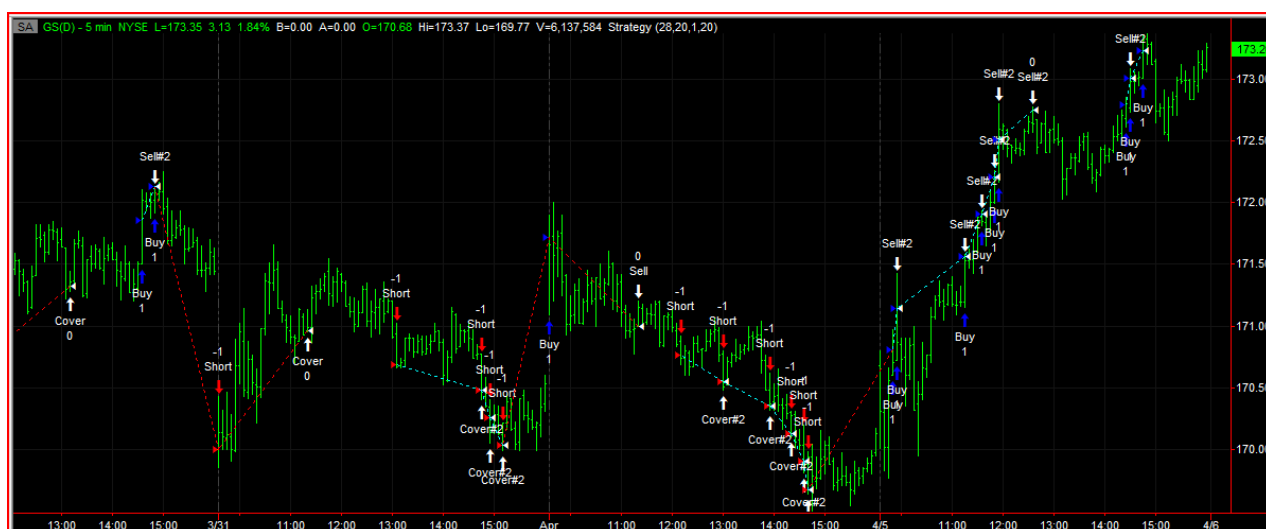 SA GS(D) - 5 min NYSE L=173.35 3.13 1.84% B=0.00 A=0.00 O=170.68 Hi=173.37 Lo=169.77 V=6,137,584 Strategy (28,20,1,20)
Sell#2
173.2
0
Sell#2 Sell#2
173.00
Buy
1
172.50
Buy
Sell#2
Sell#2
1
Sell#2
172.00
Buy
1
Buy
1
Sell#2 Sell#2
Buy
1
Buy
1
171.50
0
Sell
Cover
0
-1
Short
-1
Short
-1
Short
171.00
Buy
1
-1
Short
Cover
0
-1
Short
-1
Short
Buy
1
170.50
-1
Short
-1
Short
Buy
1
Cover#2
Cover#2
Short
170.00
Cover#2
Cover#2
Cover#2
Cover#2
Cover#2
13:00 14:00 15:00 3/31 11:00 12:00 13:00 14:00 15:00 Apr 11:00 12:00 13:00 14:00 15:00 4/5 11:00 12:00 13:00 14:00 15:00 4/6